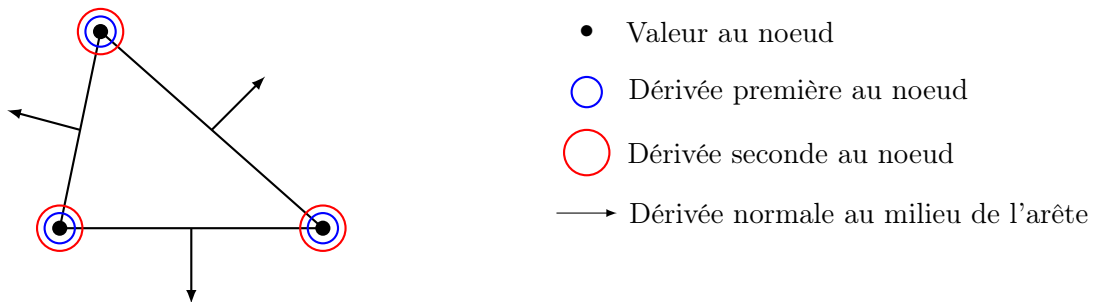 Valeur au noeud
Dérivée première au noeud
Dérivée seconde au noeud
Dérivée normale au milieu de l'arête